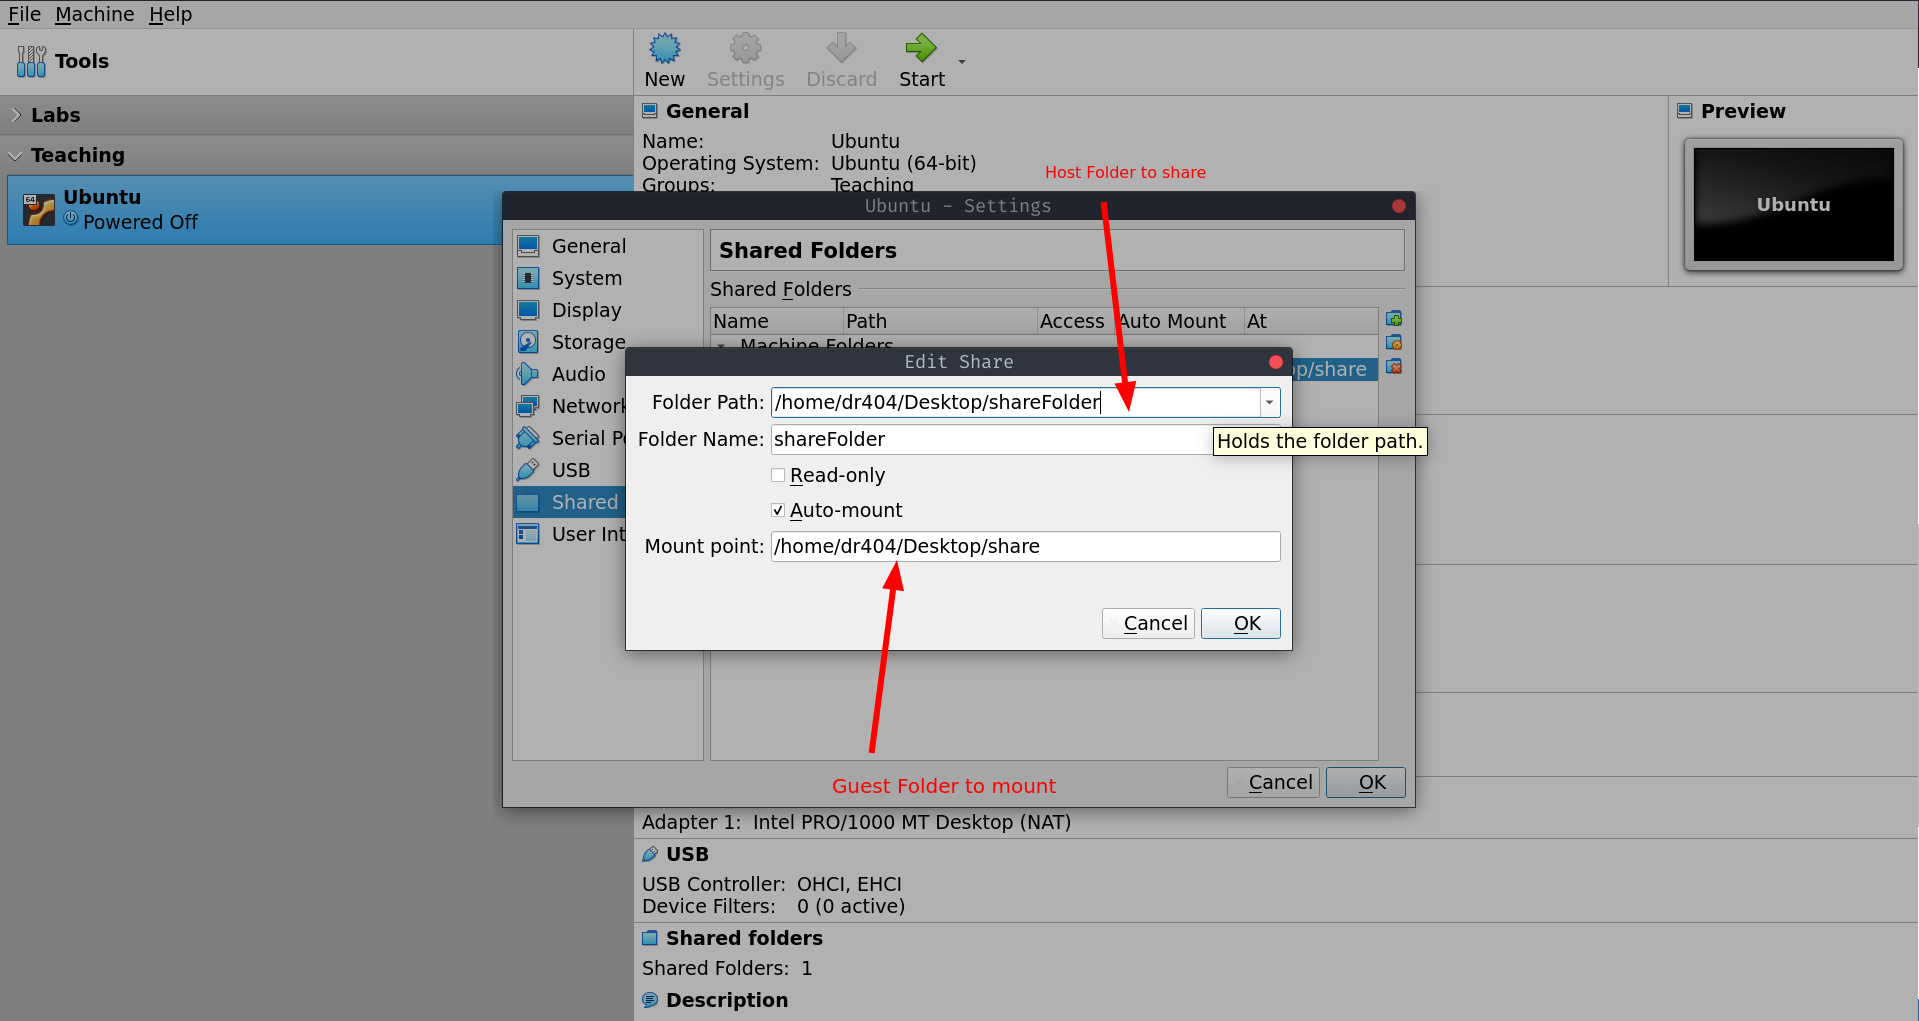 File Machine Help
Tools
New Settings Discard Start
Labs
Teaching
Ubuntu
Powered Off
General
Name: Ubuntu
Operating System: Ubuntu (64-bit)
Groups: Teaching
Preview
Ubuntu
Host Folder to share
Ubuntu - Settings
General
System
Display
Storage
Audio
Network
Serial Po
USB
Shared
User Int
Shared Folders
Shared Folders
Name Path Access Auto Mount At
Machine Folders
op/share
Edit Share
Folder Path: /home/dr404/Desktop/shareFolder
Folder Name: shareFolder
Holds the folder path.
Read-only
Auto-mount
Mount point: /home/dr404/Desktop/share
Cancel OK
Guest Folder to mount
Cancel OK
Adapter 1: Intel PRO/1000 MT Desktop (NAT)
USB
USB Controller: OHCI, EHCI
Device Filters: 0 (0 active)
Shared folders
Shared Folders: 1
Description